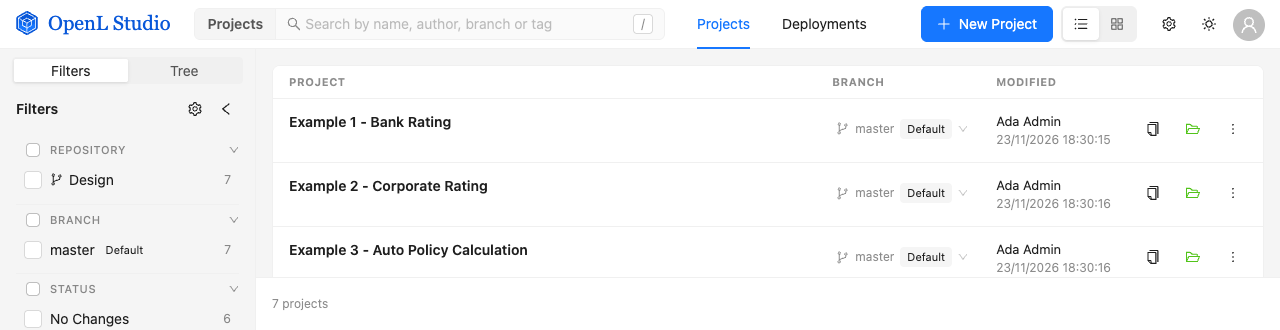 OpenL Studio
Projects
Search by name, author, branch or tag
/
Projects
Deployments
New Project
Filters
Tree
Filters
REPOSITORY
Design 7
BRANCH
master Default 7
STATUS
No Changes 6
PROJECT BRANCH MODIFIED
Example 1 - Bank Rating
master Default
Ada Admin
23/11/2026 18:30:15
Example 2 - Corporate Rating
master Default
Ada Admin
23/11/2026 18:30:16
Example 3 - Auto Policy Calculation
master Default
Ada Admin
23/11/2026 18:30:16
7 projects